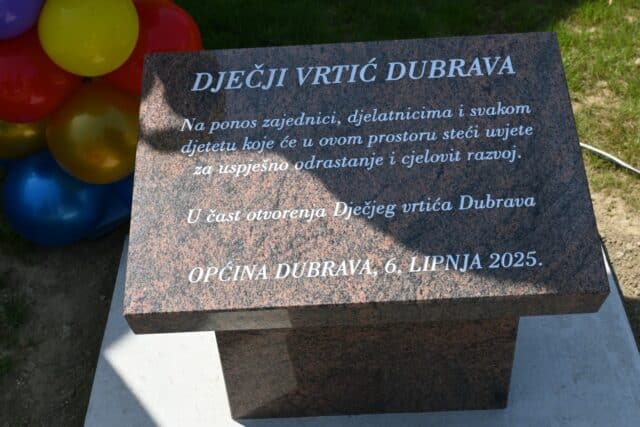 DJEČJI VRTIĆ DUBRAVA
Na ponos zajednici, djelatnicima i svakom
djetetu koje će u ovom prostoru steći uvjete
za uspješno odrastanje i cjelovit razvoj.
U čast otvorenja Dječjeg vrtića Dubrava
OPĆINA DUBRAVA, 6. LIPNJA 2025.